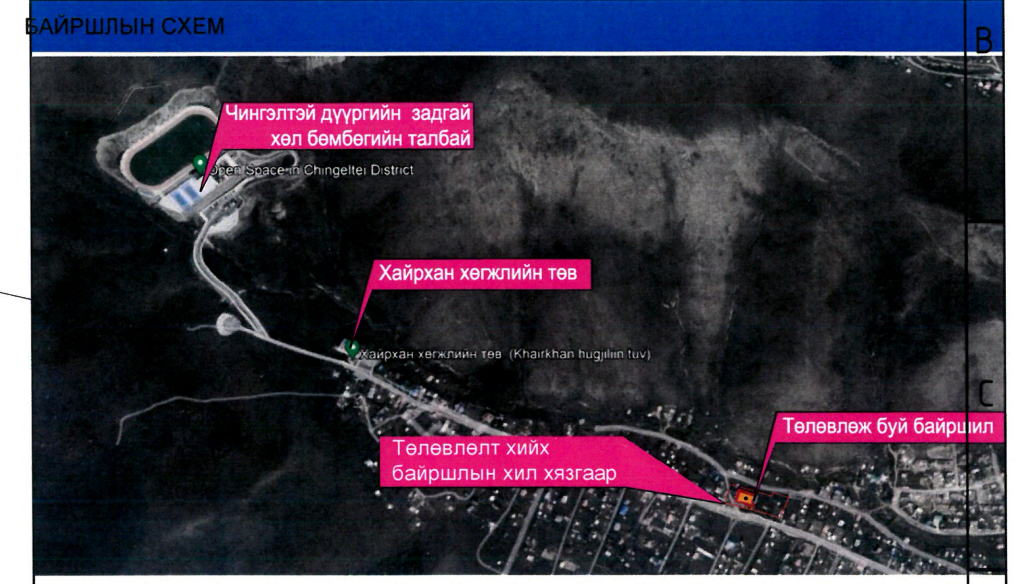 БАЙРШЛЫН СХЕМ
B
Чингэлтэй дүүргийн задгай
хөл бөмбөгийн талбай
Open Space in Chingeltei District
Хайрхан хөгжлийн төв
Хайрхан хөгжлийн төв (Khairkhan hugjiliin tuv)
C
Төлөвлөж буй байршил
Төлөвлөлт хийх
байршлын хил хязгаар